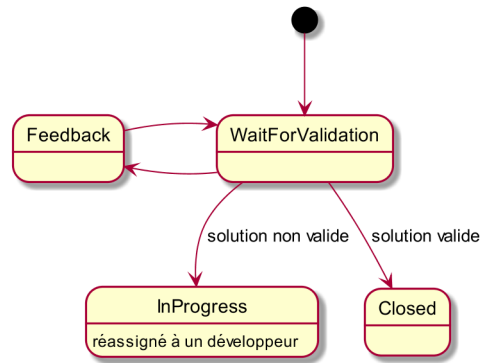 Feedback
WaitForValidation
solution non valide
solution valide
InProgress
réassigné à un développeur
Closed